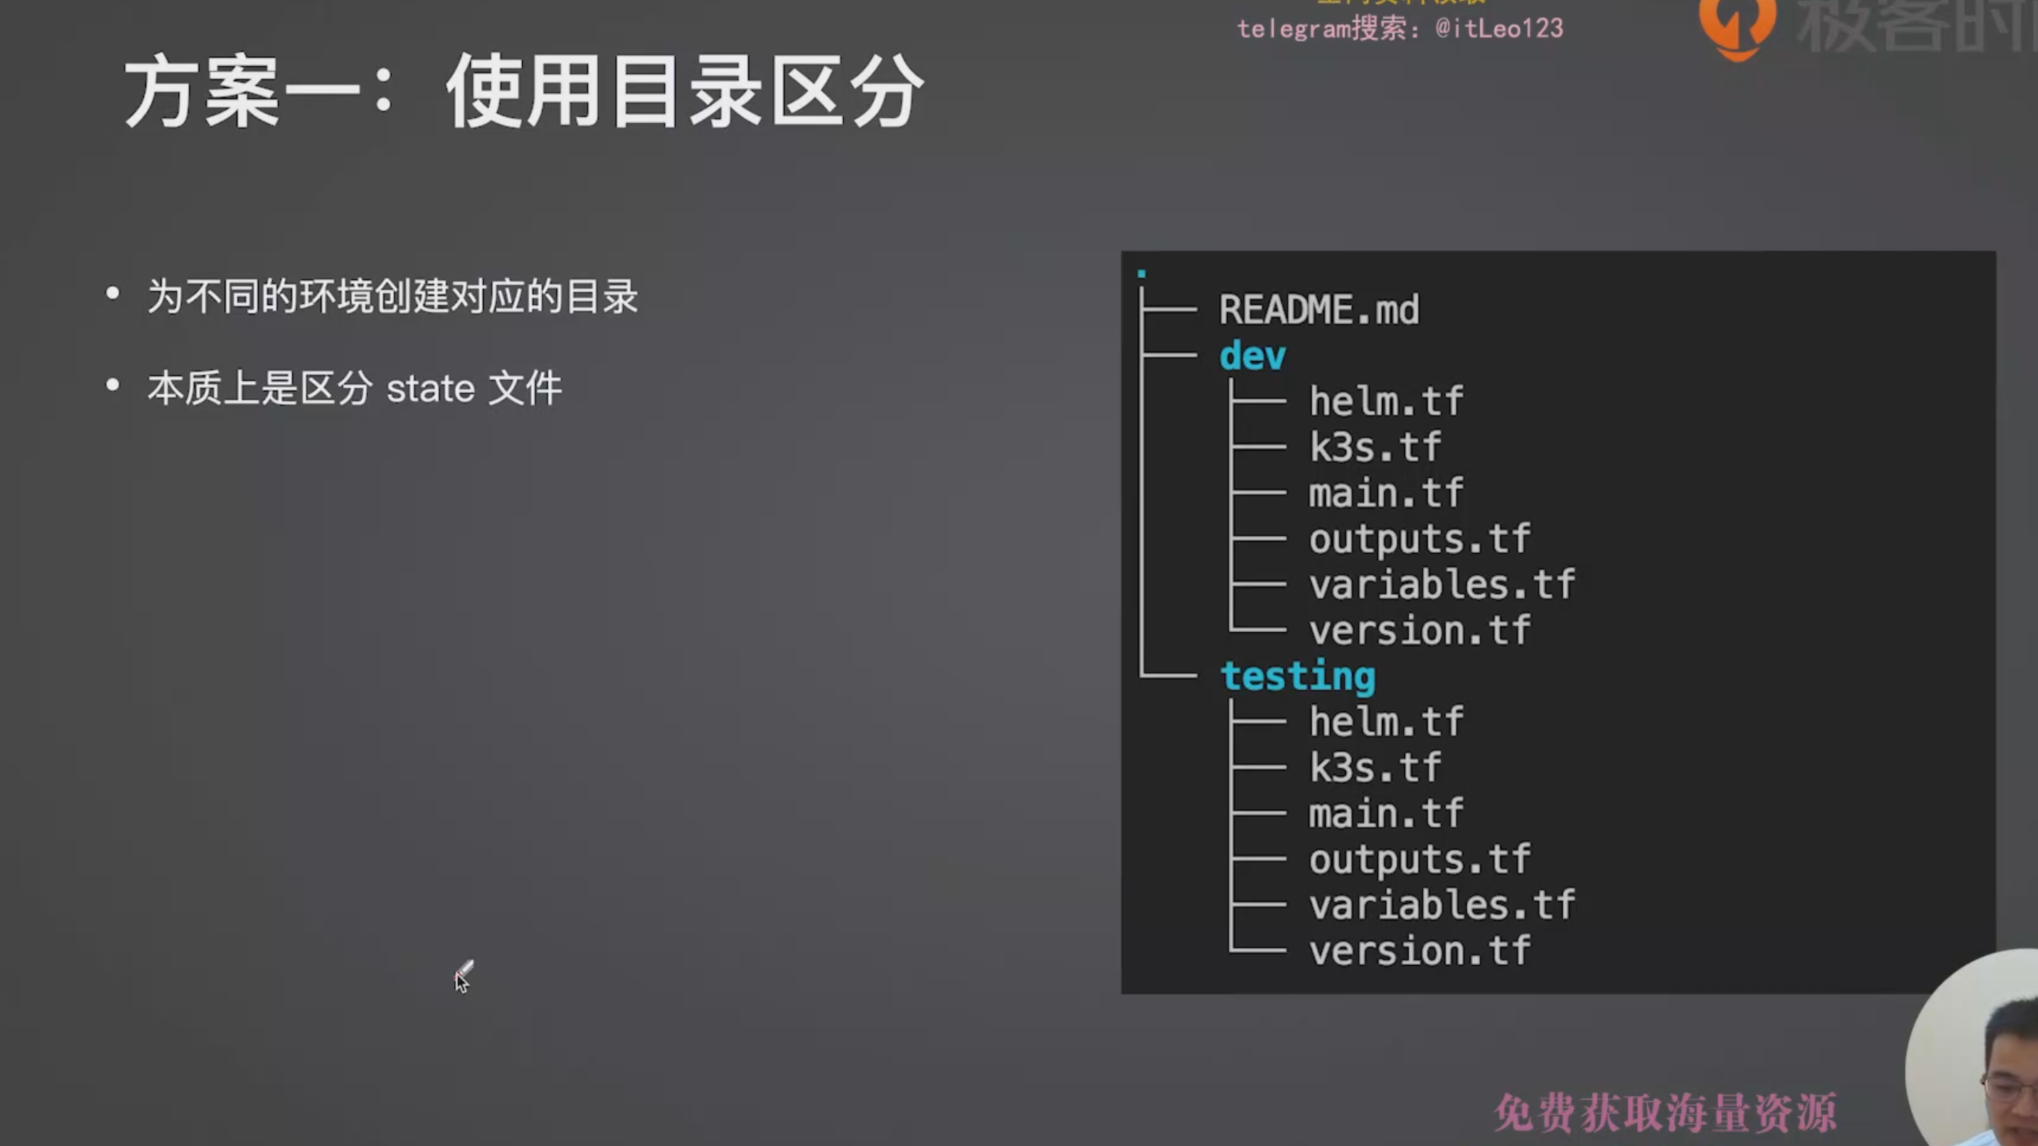 telegram搜索：@itLeo123
极客时
方案一：使用目录区分
• 为不同的环境创建对应的目录
• 本质上是区分 state 文件
.
├── README.md
├── dev
│   ├── helm.tf
│   ├── k3s.tf
│   ├── main.tf
│   ├── outputs.tf
│   ├── variables.tf
│   └── version.tf
└── testing
    ├── helm.tf
    ├── k3s.tf
    ├── main.tf
    ├── outputs.tf
    ├── variables.tf
    └── version.tf
免费获取海量资源